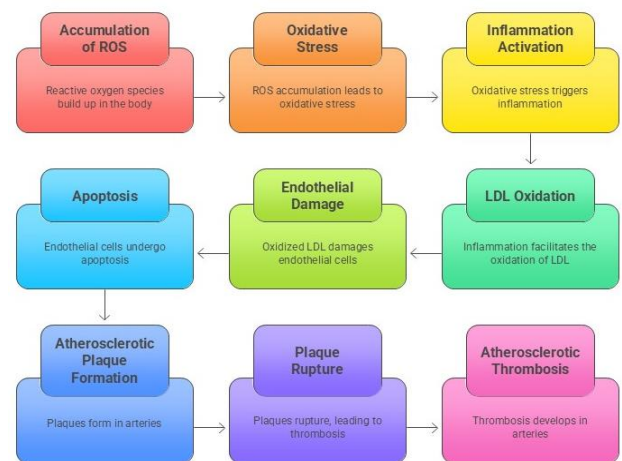 Accumulation
of ROS
Reactive oxygen species
build up in the body
Oxidative
Stress
ROS accumulation leads to
oxidative stress
Inflammation
Activation
Oxidative stress triggers
inflammation
LDL Oxidation
Inflammation facilitates the
oxidation of LDL
Endothelial
Damage
Oxidized LDL damages
endothelial cells
Apoptosis
Endothelial cells undergo
apoptosis
Atherosclerotic
Plaque
Formation
Plaques form in arteries
Plaque
Rupture
Plaques rupture, leading to
thrombosis
Atherosclerotic
Thrombosis
Thrombosis develops in
arteries